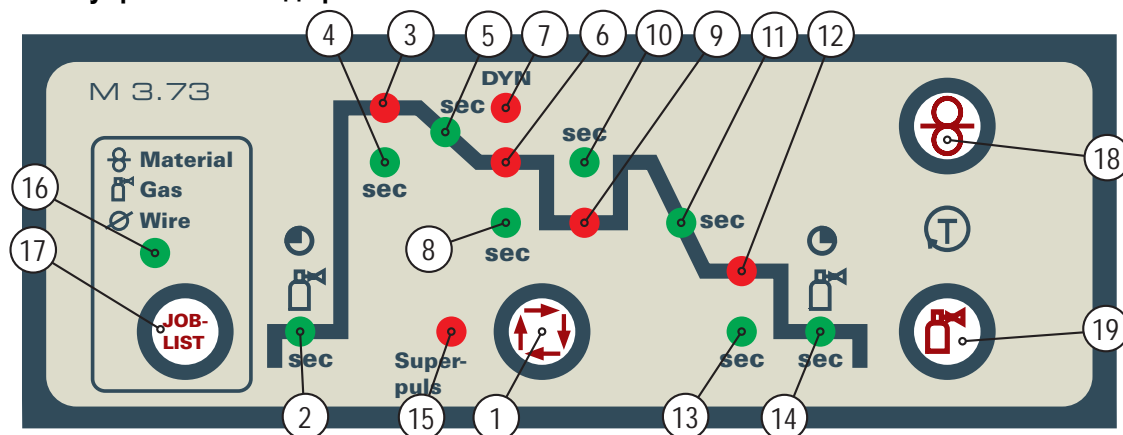 4
3
5
7
6
10
9
11
12
M 3.73
DYN
sec
sec
sec
sec
sec
Material
Gas
Wire
16
17
8
18
T
JOB-
LIST
sec
Super-
puls
sec
sec
19
2
15
1
13
14